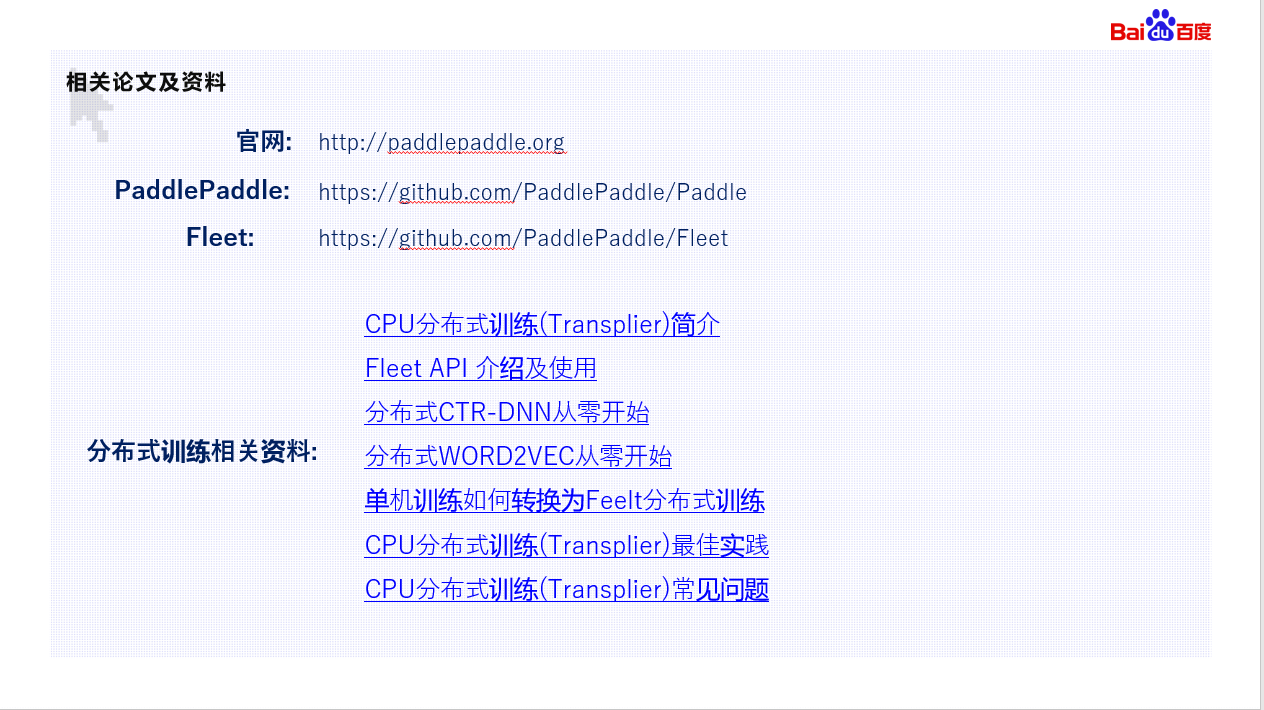 Bai du 百度
相关论文及资料
官网: http://paddlepaddle.org
PaddlePaddle: https://github.com/PaddlePaddle/Paddle
Fleet: https://github.com/PaddlePaddle/Fleet
CPU分布式训练(Transplier)简介
Fleet API 介绍及使用
分布式CTR-DNN从零开始
分布式训练相关资料:
分布式WORD2VEC从零开始
单机训练如何转换为Feelt分布式训练
CPU分布式训练(Transplier)最佳实践
CPU分布式训练(Transplier)常见问题